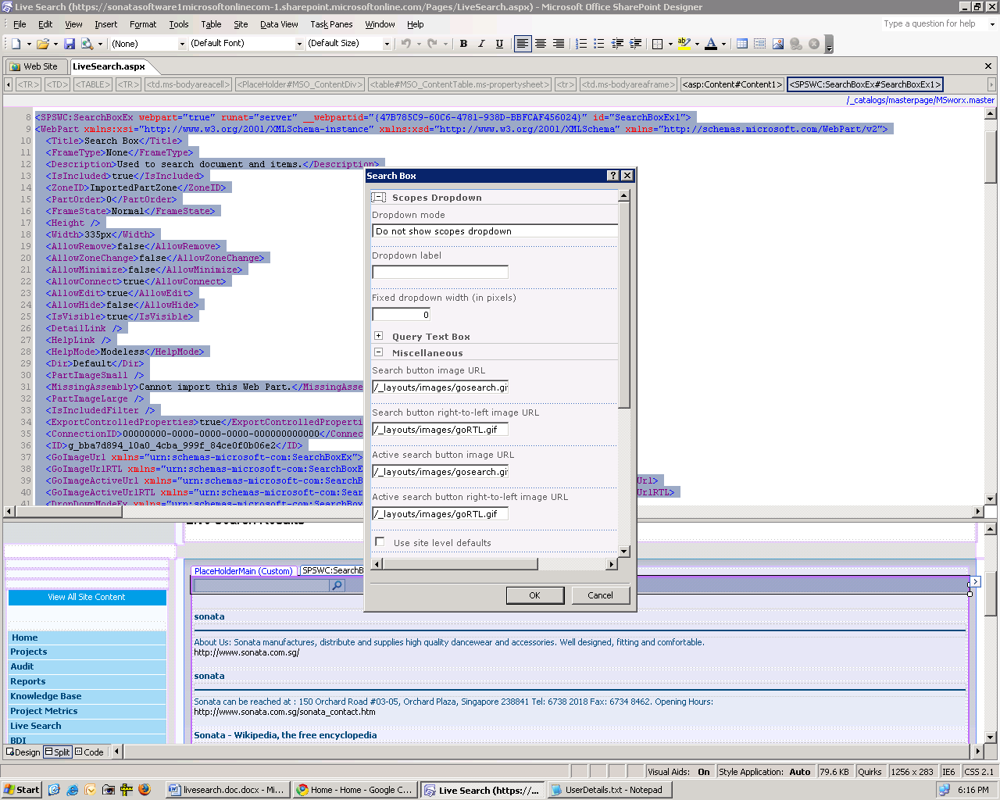 Live Search (https://sonatasoftware1microsoftonlinecom-1.sharepoint.microsoftonline.com/Pages/LiveSearch.aspx) - Microsoft Office SharePoint Designer
File Edit View Insert Format Tools Table Site Data View Task Panes Window Help Type a question for help
(None) (Default Font) (Default Size) B I U
Web Site LiveSearch.aspx
<TR> <TD> <TABLE> <TR> <td.ms-bodyareacell> <PlaceHolder#MSO_ContentDiv> <table#MSO_ContentTable.ms-propertysheet> <tr> <td.ms-bodyareaframe> <asp:Content#Content1> <SPSWC:SearchBoxEx#SearchBoxEx1>
/_catalogs/masterpage/MSworx.master
8 <SPSWC:SearchBoxEx webpart="true" runat="server" __webpartid="{47B785C9-60C6-4781-938D-BBFCAF456024}" id="SearchBoxEx1">
9 <WebPart xmlns:xsi="http://www.w3.org/2001/XMLSchema-instance" xmlns:xsd="http://www.w3.org/2001/XMLSchema" xmlns="http://schemas.microsoft.com/WebPart/v2">
10 <Title>Search Box</Title>
11 <FrameType>None</FrameType>
12 <Description>Used to search document and items.</Description>
13 <IsIncluded>true</IsIncluded>
14 <ZoneID>ImportedPartZone</ZoneID>
15 <PartOrder>0</PartOrder>
16 <FrameState>Normal</FrameState>
17 <Height />
18 <Width>335px</Width>
19 <AllowRemove>false</AllowRemove>
20 <AllowZoneChange>false</AllowZoneChange>
21 <AllowMinimize>false</AllowMinimize>
22 <AllowConnect>true</AllowConnect>
23 <AllowEdit>true</AllowEdit>
24 <AllowHide>false</AllowHide>
25 <IsVisible>true</IsVisible>
26 <DetailLink />
27 <HelpLink />
28 <HelpMode>Modeless</HelpMode>
29 <Dir>Default</Dir>
30 <PartImageSmall />
31 <MissingAssembly>Cannot import this Web Part.</MissingAsse
32 <PartImageLarge />
33 <IsIncludedFilter />
34 <ExportControlledProperties>true</ExportControlledProperties
35 <ConnectionID>00000000-0000-0000-0000-000000000000</Connec
36 <ID>g_bba7d894_10a0_4cba_999f_84ce0f0b06e2</ID>
37 <GoImageUrl xmlns="urn:schemas-microsoft-com:SearchBoxEx">
38 <GoImageUrlRTL xmlns="urn:schemas-microsoft-com:SearchBoxE
39 <GoImageActiveUrl xmlns="urn:schemas-microsoft-com:Search Url>
40 <GoImageActiveUrlRTL xmlns="urn:schemas-microsoft-com:Sea UrlRTL>
41 <DropDownModeEx xmlns="urn:schemas-microsoft-com:SearchBox
Search Box
Scopes Dropdown
Dropdown mode
Do not show scopes dropdown
Dropdown label
Fixed dropdown width (in pixels)
0
Query Text Box
Miscellaneous
Search button image URL
/_layouts/images/gosearch.gi
Search button right-to-left image URL
/_layouts/images/goRTL.gif
Active search button image URL
/_layouts/images/gosearch.gi
Active search button right-to-left image URL
/_layouts/images/goRTL.gif
Use site level defaults
OK Cancel
Live Search Results
PlaceHolderMain (Custom) SPSWC:SearchB
View All Site Content
Home
Projects
Audit
Reports
Knowledge Base
Project Metrics
Live Search
BDI
sonata
About Us: Sonata manufactures, distribute and supplies high quality dancewear and accessories. Well designed, fitting and comfortable.
http://www.sonata.com.sg/
sonata
Sonata can be reached at : 150 Orchard Road #03-05, Orchard Plaza, Singapore 238841 Tel: 6738 2018 Fax: 6734 8462. Opening Hours:
http://www.sonata.com.sg/sonata_contact.htm
Sonata - Wikipedia, the free encyclopedia
Design Split Code
Visual Aids: On Style Application: Auto 79.6 KB Quirks 1256 x 283 IE6 CSS 2.1
Start livesearch.doc.docx - Mi... Home - Home - Google C... Live Search (https://... UserDetails.txt - Notepad 6:16 PM